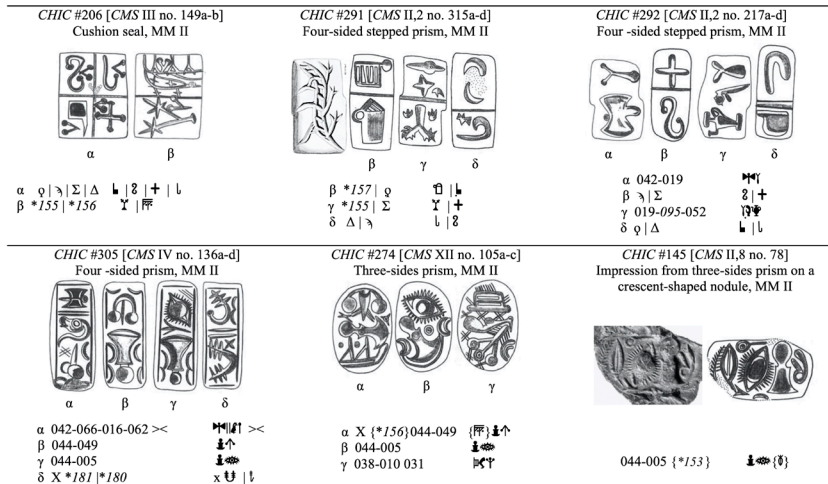 CHIC #206 [CMS III no. 149a-b]
Cushion seal, MM II
α β
α ϙ | ϡ | Σ | Δ
β *155 | *156
CHIC #291 [CMS II,2 no. 315a-d]
Four-sided stepped prism, MM II
β γ δ
β *157 | ϙ
γ *155 | Σ
δ Δ | ϡ
CHIC #292 [CMS II,2 no. 217a-d]
Four -sided stepped prism, MM II
α β γ δ
α 042-019
β ϡ | Σ
γ 019-095-052
δ ϙ | Δ
CHIC #305 [CMS IV no. 136a-d]
Four -sided prism, MM II
α β γ δ
α 042-066-016-062 ><
β 044-049
γ 044-005
δ X *181 |*180
CHIC #274 [CMS XII no. 105a-c]
Three-sides prism, MM II
α β γ
α X {*156}044-049
β 044-005
γ 038-010 031
CHIC #145 [CMS II,8 no. 78]
Impression from three-sides prism on a
crescent-shaped nodule, MM II
044-005 {*153}